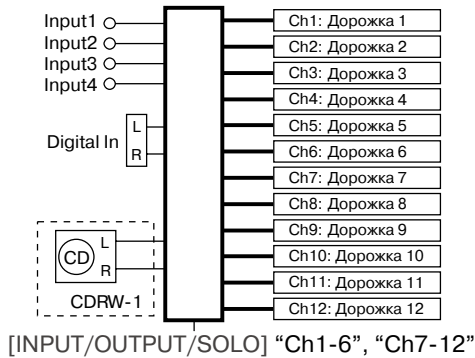 Input1
Input2
Input3
Input4
Digital In
L
R
CD
L
R
CDRW-1
Ch1: Дорожка 1
Ch2: Дорожка 2
Ch3: Дорожка 3
Ch4: Дорожка 4
Ch5: Дорожка 5
Ch6: Дорожка 6
Ch7: Дорожка 7
Ch8: Дорожка 8
Ch9: Дорожка 9
Ch10: Дорожка 10
Ch11: Дорожка 11
Ch12: Дорожка 12
[INPUT/OUTPUT/SOLO] “Ch1-6”, “Ch7-12”